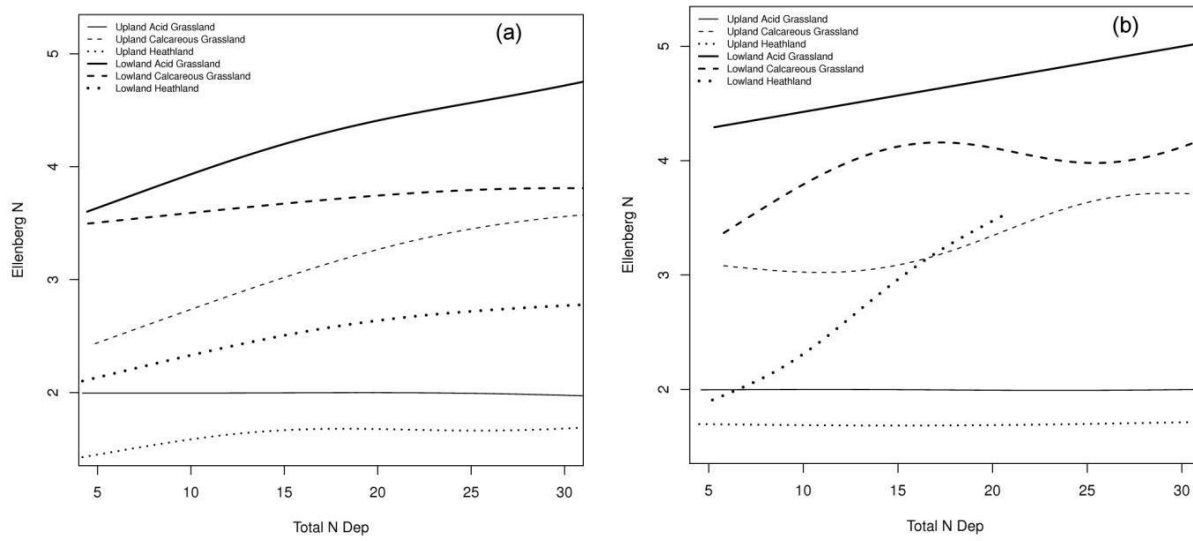 (a)
Upland Acid Grassland
Upland Calcareous Grassland
Upland Heathland
Lowland Acid Grassland
Lowland Calcareous Grassland
Lowland Heathland
Ellenberg N
5
4
3
2
5 10 15 20 25 30
Total N Dep
(b)
Upland Acid Grassland
Upland Calcareous Grassland
Upland Heathland
Lowland Acid Grassland
Lowland Calcareous Grassland
Lowland Heathland
Ellenberg N
5
4
3
2
5 10 15 20 25 30
Total N Dep